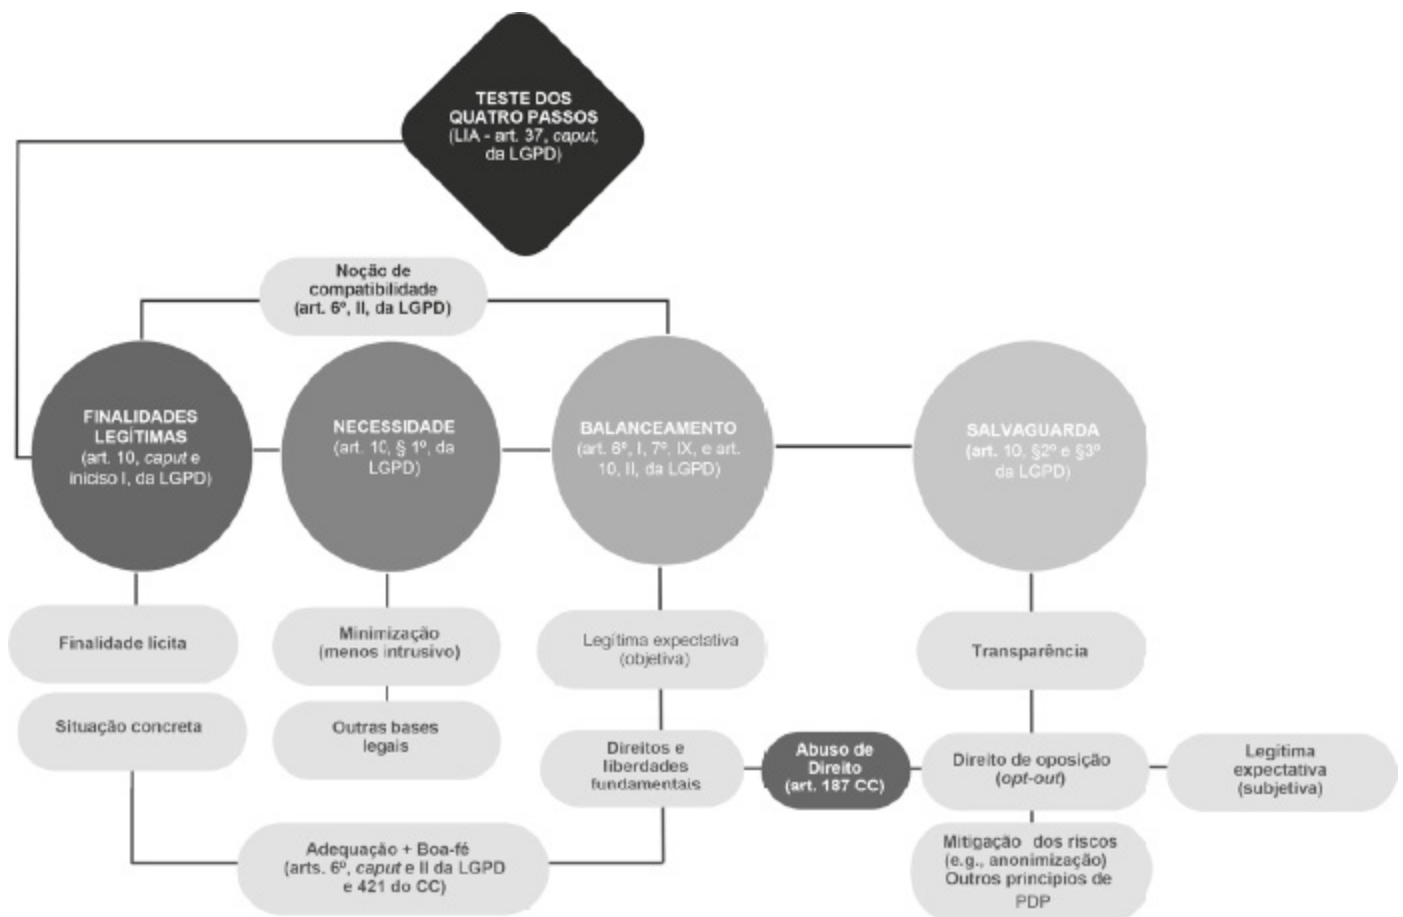 TESTE DOS
QUATRO PASSOS
(LIA - art. 37, caput,
da LGPD)
Noção de
compatibilidade
(art. 6º, II, da LGPD)
FINALIDADES
LEGÍTIMAS
(art. 10, caput e
iniciso I, da LGPD)
NECESSIDADE
(art. 10, § 1º, da
LGPD)
BALANCEAMENTO
(art. 6º, I, 7º, IX, e art.
10, II, da LGPD)
SALVAGUARDA
(art. 10, §2º e §3º
da LGPD)
Finalidade lícita
Situação concreta
Minimização
(menos intrusivo)
Outras bases
legais
Legítima expectativa
(objetiva)
Direitos e
liberdades
fundamentais
Abuso de
Direito
(art. 187 CC)
Transparência
Direito de oposição
(opt-out)
Legítima
expectativa
(subjetiva)
Adequação + Boa-fé
(arts. 6º, caput e II da LGPD
e 421 do CC)
Mitigação dos riscos
(e.g., anonimização)
Outros princípios de
PDP